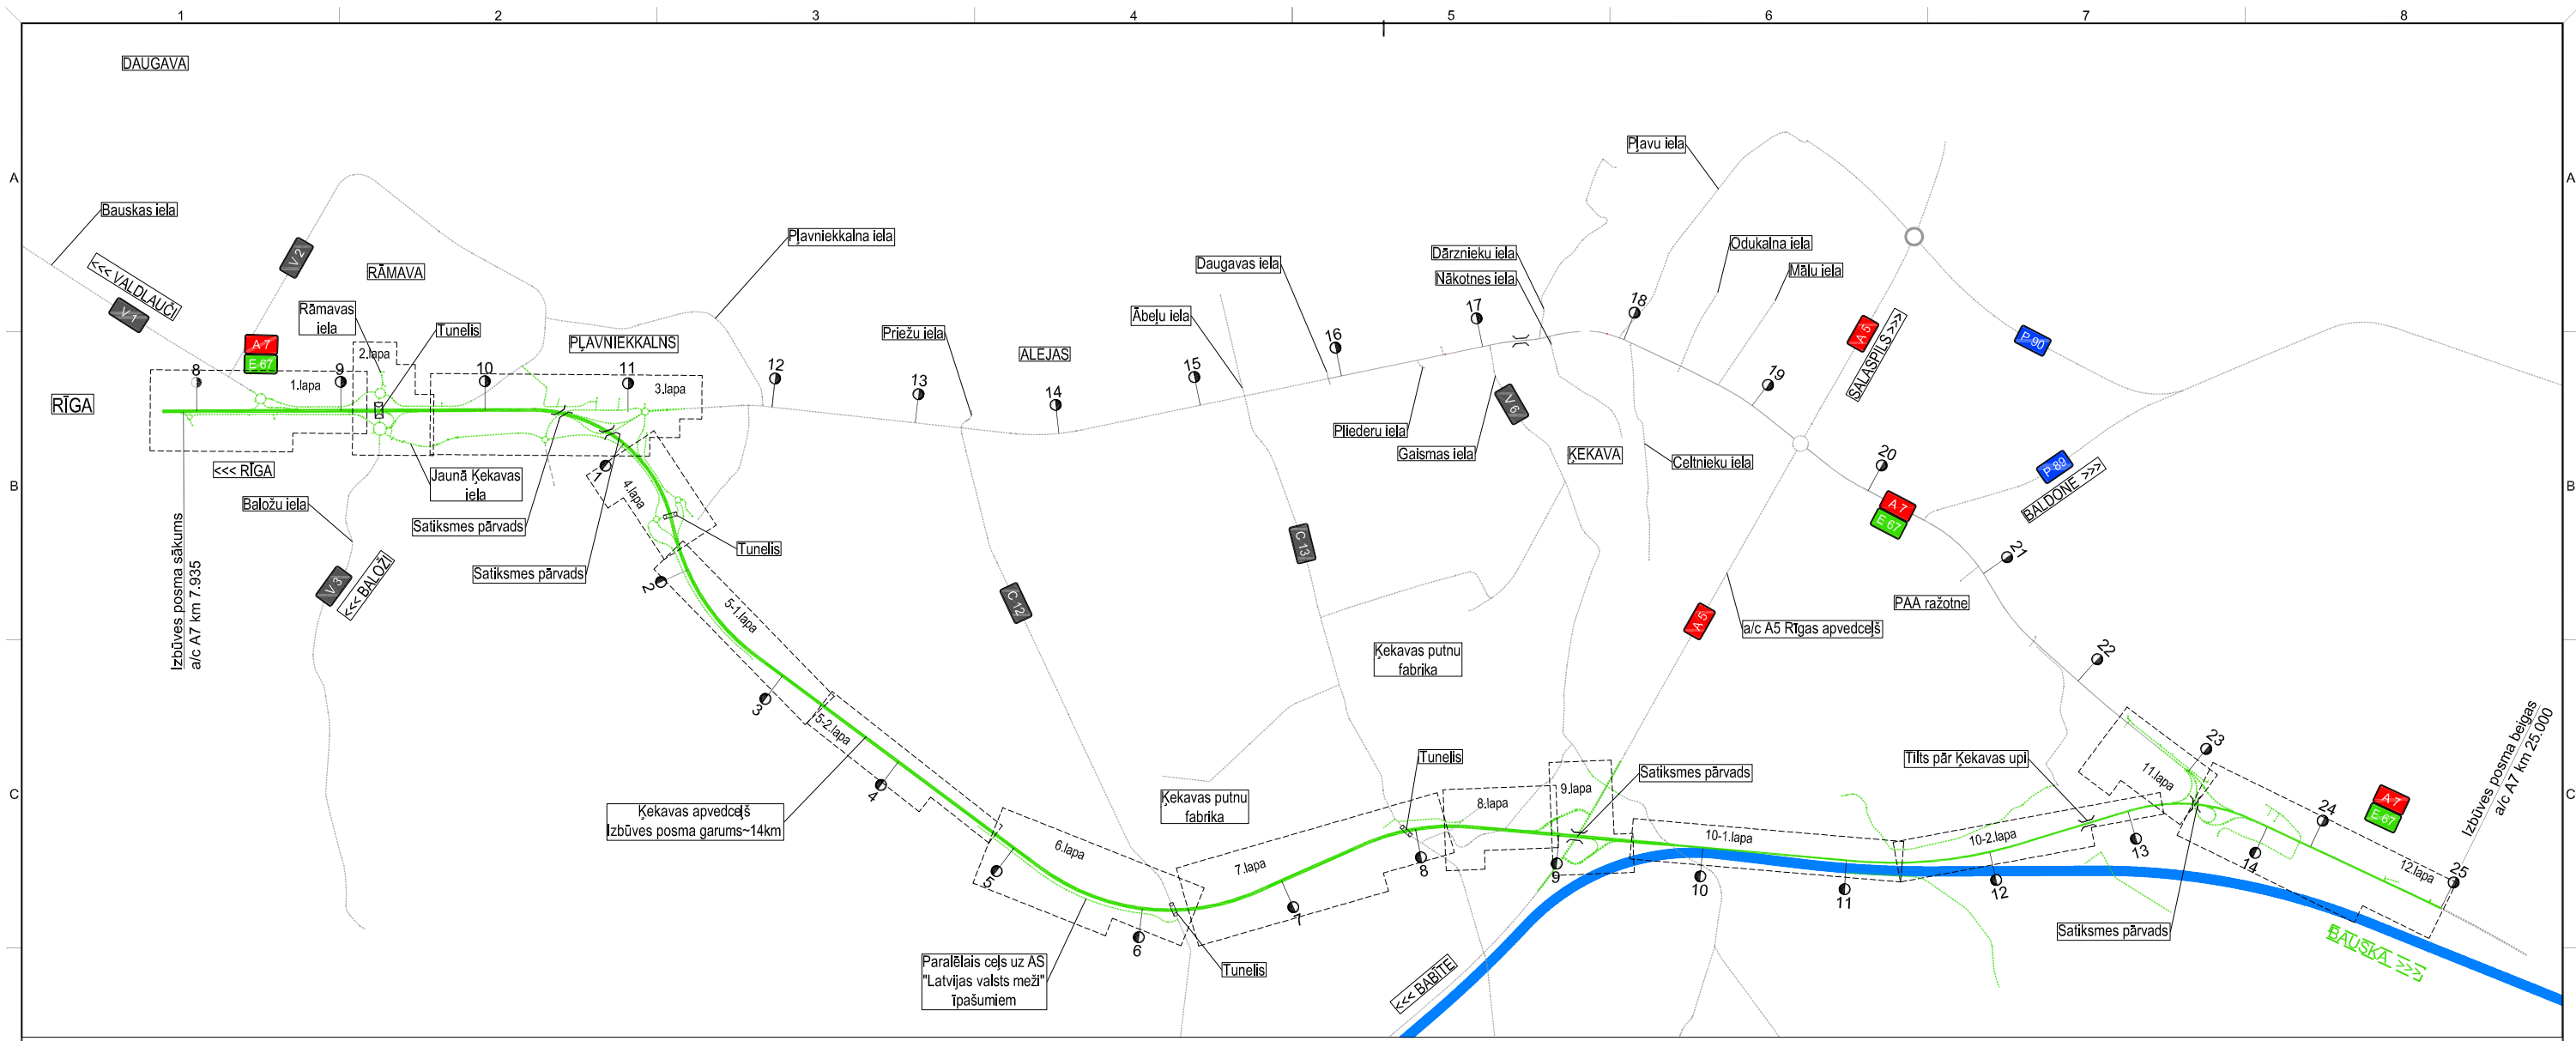 1 2 3 4 5 6 7 8
DAUGAVA
A
A
Pļavu iela
Bauskas iela
Pļavniekkalna iela
Dārznieku iela
Odukalna iela
V 2
<<< VALDLAUČI
RĀMAVA
Daugavas iela
Nākotnes iela
Mālu iela
V 1
Rāmavas
iela
Tunelis
Ābeļu iela
17
18
A 5
SALASPILS >>>
P 90
A 7
E 67
2.lapa
PĻAVNIEKKALNS
Priežu iela
ALEJAS
16
8
9
10
11
12
13
14
15
19
1.lapa
3.lapa
RĪGA
V 6
Pliederu iela
Gaismas iela
ĶEKAVA
Celtnieku iela
20
P 89
BALDONE >>>
<<< RĪGA
Jaunā Ķekavas
iela
1
4.lapa
B
B
Baložu iela
Satiksmes pārvads
A 7
E 67
Tunelis
C 13
21
Satiksmes pārvads
2
Izbūves posma sākums
a/c A7 km 7.935
V 3
<<< BALOŽI
5-1.lapa
C 12
PAA ražotne
A 5
a/c A5 Rīgas apvedceļš
Ķekavas putnu
fabrika
22
3
5-2.lapa
23
Izbūves posma beigas
a/c A7 km 25.000
Tunelis
Satiksmes pārvads
Tilts pār Ķekavas upi
11.lapa
4
C
C
Ķekavas apvedceļš
Izbūves posma garums~14km
Ķekavas putnu
fabrika
8.lapa
9.lapa
24
A 7
E 67
10-1.lapa
10-2.lapa
6.lapa
7.lapa
5
8
9
10
11
12
13
14
12.lapa
25
7
6
Satiksmes pārvads
BAUSKA >>>
Paralēlais ceļs uz AS
"Latvijas valsts meži"
īpašumiem
Tunelis
<<< BABĪTE